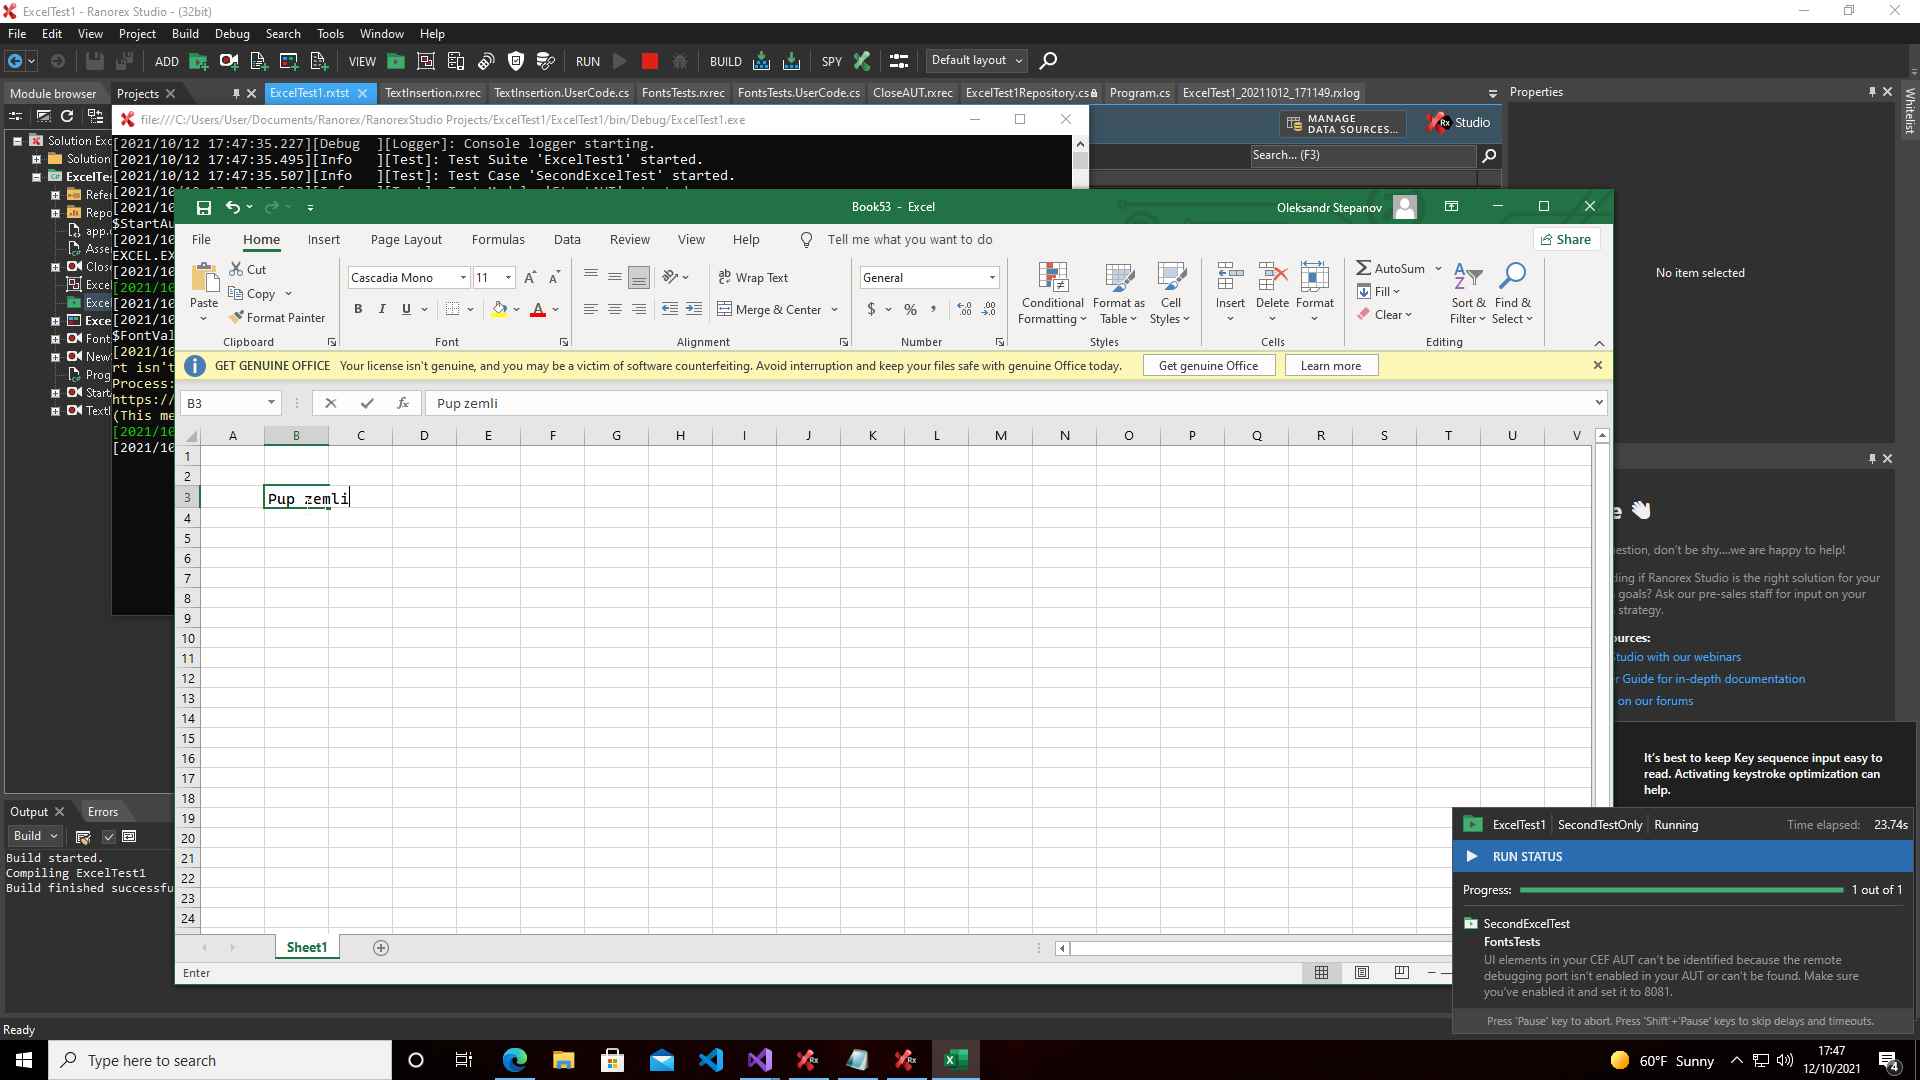 ExcelTest1 - Ranorex Studio - (32bit)
File Edit View Project Build Debug Search Tools Window Help
ADD VIEW RUN BUILD SPY Default layout
Module browser Projects ExcelTest1.rxtst TextInsertion.rxrec TextInsertion.UserCode.cs FontsTests.rxrec FontsTests.UserCode.cs CloseAUT.rxrec ExcelTest1Repository.cs Program.cs ExcelTest1_20211012_171149.rxlog Properties Whitelist
file:///C:/Users/User/Documents/Ranorex/RanorexStudio Projects/ExcelTest1/ExcelTest1/bin/Debug/ExcelTest1.exe
MANAGE
DATA SOURCES...
Studio
Search... (F3)
Solution Exc
Solution
ExcelTes
Refer
Repo
app.
Asse
Close
Excel
Excel
Exce
Font
New
Prog
Start
TextI
[2021/10/12 17:47:35.227][Debug ][Logger]: Console logger starting.
[2021/10/12 17:47:35.495][Info ][Test]: Test Suite 'ExcelTest1' started.
[2021/10/12 17:47:35.507][Info ][Test]: Test Case 'SecondExcelTest' started.
[2021/10
$StartAu
[2021/10
EXCEL.EX
[2021/10
[2021/10
[2021/10
[2021/10
$FontVal
[2021/10
rt isn't
Process:
https://
(This me
[2021/10
[2021/10
Book53 - Excel
Oleksandr Stepanov
File Home Insert Page Layout Formulas Data Review View Help Tell me what you want to do Share
Paste
Cut
Copy
Format Painter
Clipboard
Cascadia Mono 11
B I U
Font
Wrap Text
Merge & Center
Alignment
General
$ % ,
Number
Conditional Formatting
Format as Table
Cell Styles
Styles
Insert Delete Format
Cells
AutoSum
Fill
Clear
Sort & Filter
Find & Select
Editing
GET GENUINE OFFICE Your license isn't genuine, and you may be a victim of software counterfeiting. Avoid interruption and keep your files safe with genuine Office today. Get genuine Office Learn more
B3 fx Pup zemli
A B C D E F G H I J K L M N O P Q R S T U V
1
2
3 Pup zemli
4
5
6
7
8
9
10
11
12
13
14
15
16
17
18
19
20
21
22
23
24
Sheet1
Enter
No item selected
e
estion, don't be shy....we are happy to help!
ding if Ranorex Studio is the right solution for your
goals? Ask our pre-sales staff for input on your
strategy.
ources:
Studio with our webinars
r Guide for in-depth documentation
on our forums
It's best to keep Key sequence input easy to
read. Activating keystroke optimization can
help.
ExcelTest1 SecondTestOnly Running Time elapsed: 23.74s
RUN STATUS
Progress: 1 out of 1
SecondExcelTest
FontsTests
UI elements in your CEF AUT can't be identified because the remote
debugging port isn't enabled in your AUT or can't be found. Make sure
you've enabled it and set it to 8081.
Press 'Pause' key to abort. Press 'Shift'+'Pause' keys to skip delays and timeouts.
Output Errors
Build
Build started.
Compiling ExcelTest1
Build finished successfu
Ready
Type here to search
60°F Sunny
17:47
12/10/2021
4